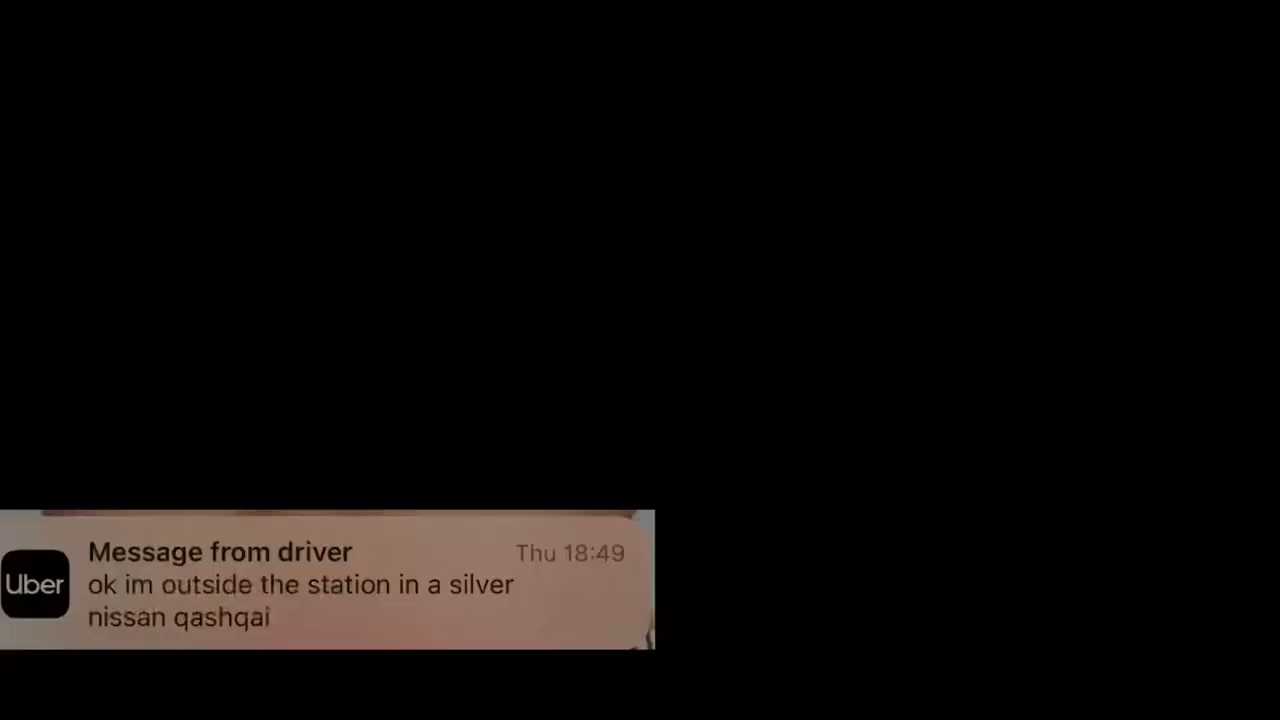 Message from driver
Thu 18:49
Uber
ok im outside the station in a silver
nissan qashqai